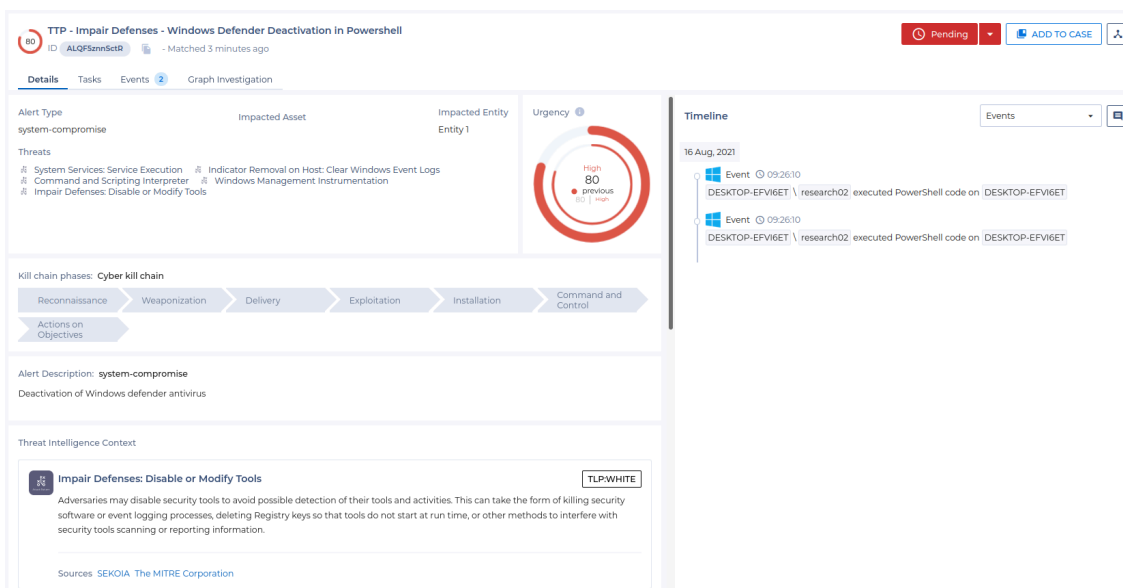 80
TTP - Impair Defenses - Windows Defender Deactivation in Powershell
ID ALQF5znn5ctR - Matched 3 minutes ago
Pending
ADD TO CASE
Details Tasks Events 2 Graph Investigation
Alert Type
system-compromise
Impacted Asset
Impacted Entity
Entity 1
Threats
System Services: Service Execution Indicator Removal on Host: Clear Windows Event Logs
Command and Scripting Interpreter Windows Management Instrumentation
Impair Defenses: Disable or Modify Tools
Urgency
High
80
previous
80 | High
Kill chain phases: Cyber kill chain
Reconnaissance Weaponization Delivery Exploitation Installation Command and
Control
Actions on
Objectives
Alert Description: system-compromise
Deactivation of Windows defender antivirus
Threat Intelligence Context
Impair Defenses: Disable or Modify Tools
TLP:WHITE
Adversaries may disable security tools to avoid possible detection of their tools and activities. This can take the form of killing security
software or event logging processes, deleting Registry keys so that tools do not start at run time, or other methods to interfere with
security tools scanning or reporting information.
Sources SEKOIA The MITRE Corporation
Timeline
Events
16 Aug, 2021
Event 09:26:10
DESKTOP-EFVI6ET \ research02 executed PowerShell code on DESKTOP-EFVI6ET
Event 09:26:10
DESKTOP-EFVI6ET \ research02 executed PowerShell code on DESKTOP-EFVI6ET